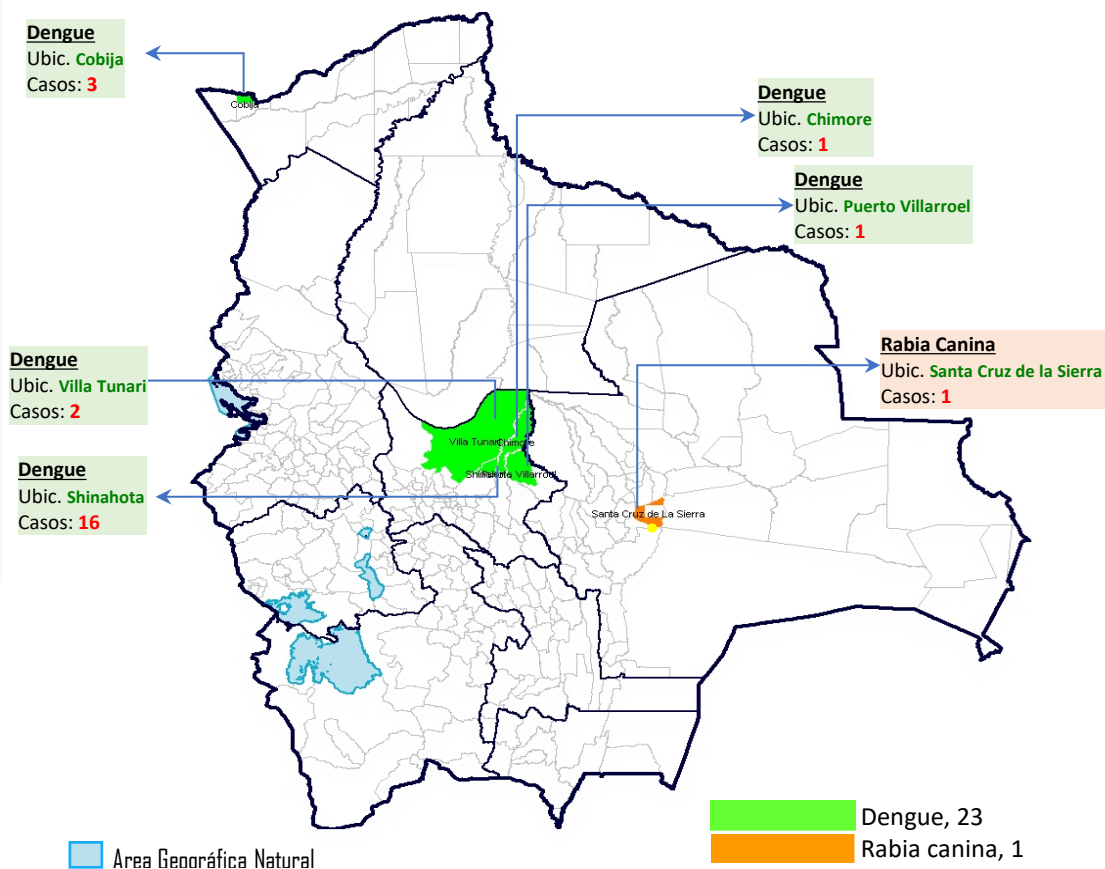 Dengue
Ubic. Cobija
Casos: 3
Cobija
Dengue
Ubic. Chimore
Casos: 1
Dengue
Ubic. Puerto Villarroel
Casos: 1
Dengue
Ubic. Villa Tunari
Casos: 2
Rabia Canina
Ubic. Santa Cruz de la Sierra
Casos: 1
Villa Tunari
Chimore
Villarroel
Dengue
Ubic. Shinahota
Casos: 16
Santa Cruz de La Sierra
Dengue, 23
Rabia canina, 1
Area Geográfica Natural